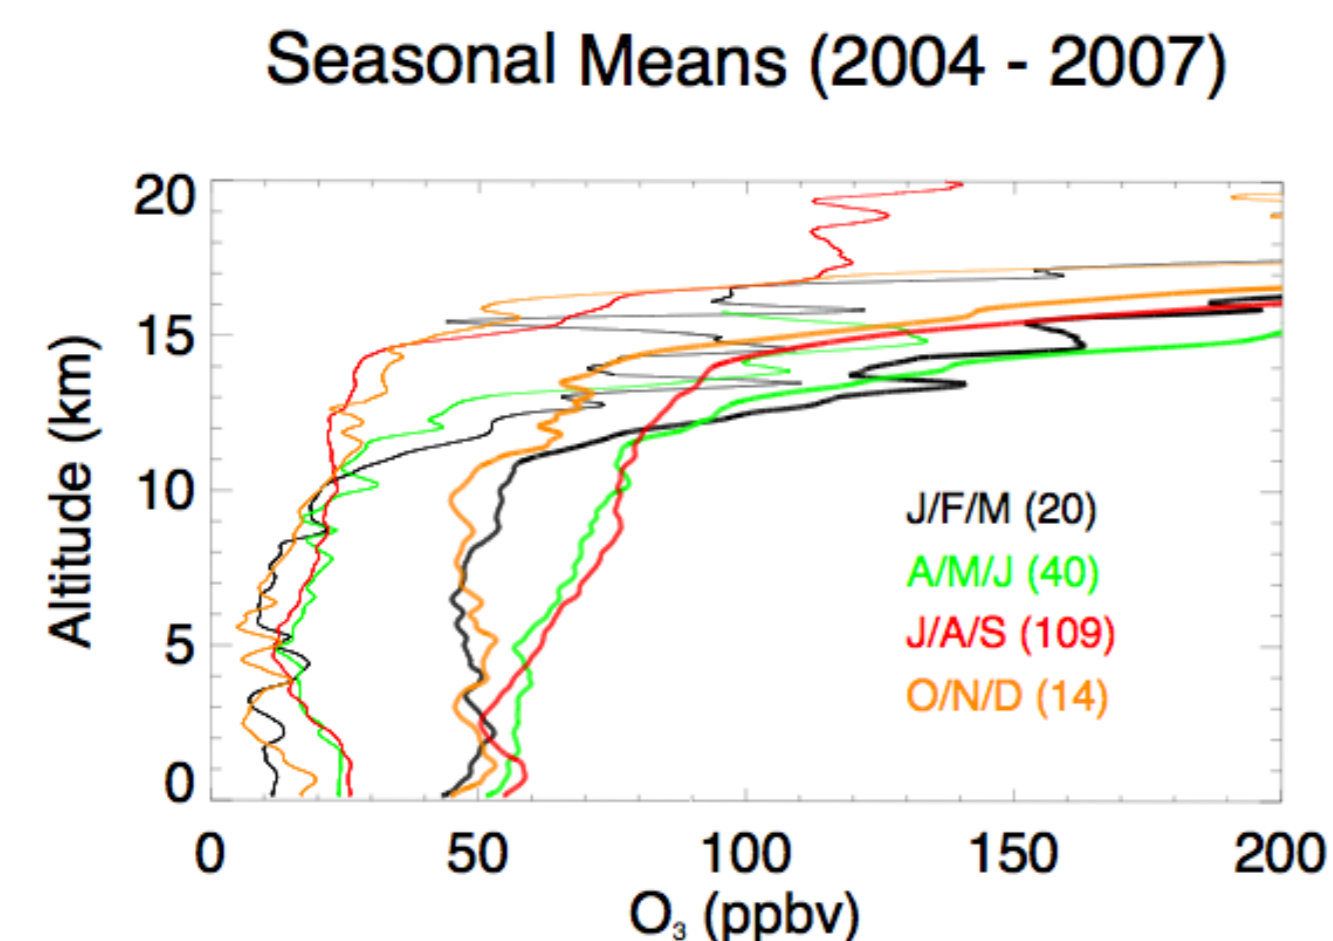 Seasonal Means (2004 - 2007)
20
15
10
5
0
Altitude (km)
J/F/M (20)
A/M/J (40)
J/A/S (109)
O/N/D (14)
0 50 100 150 200
O₃ (ppbv)